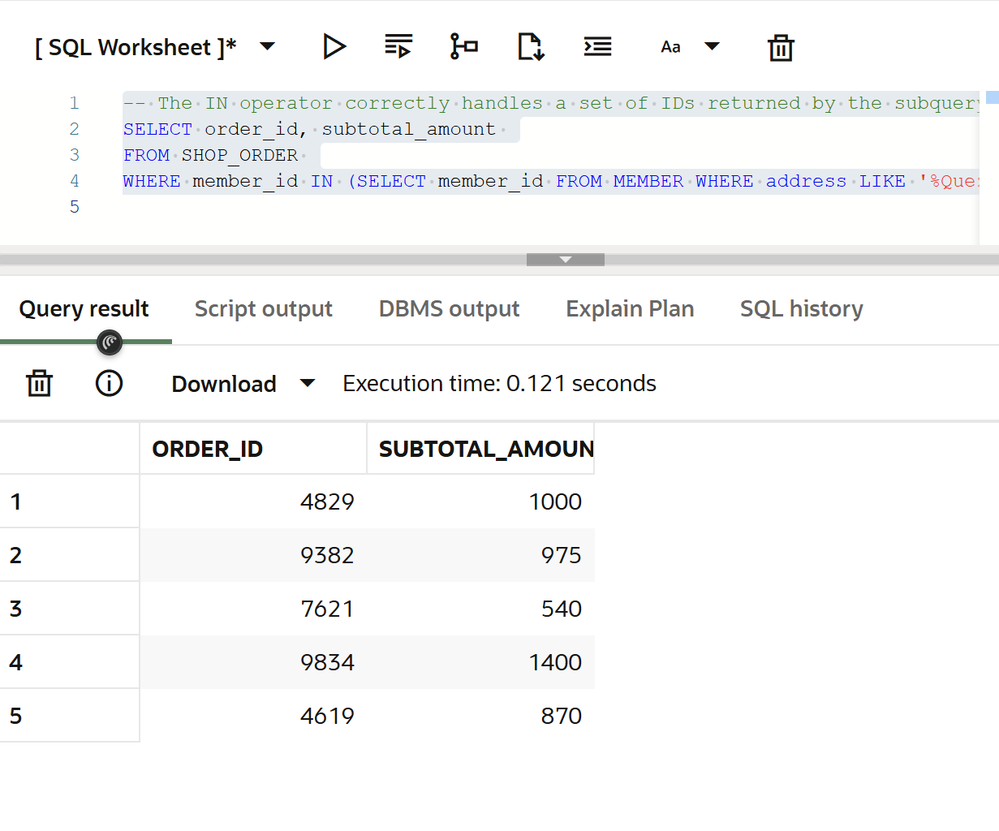 [ SQL Worksheet ]* Aa
1 -- The IN operator correctly handles a set of IDs returned by the subquery
2 SELECT order_id, subtotal_amount
3 FROM SHOP_ORDER
4 WHERE member_id IN (SELECT member_id FROM MEMBER WHERE address LIKE '%Que
5
Query result Script output DBMS output Explain Plan SQL history
Download Execution time: 0.121 seconds
ORDER_ID SUBTOTAL_AMOUN
1 4829 1000
2 9382 975
3 7621 540
4 9834 1400
5 4619 870